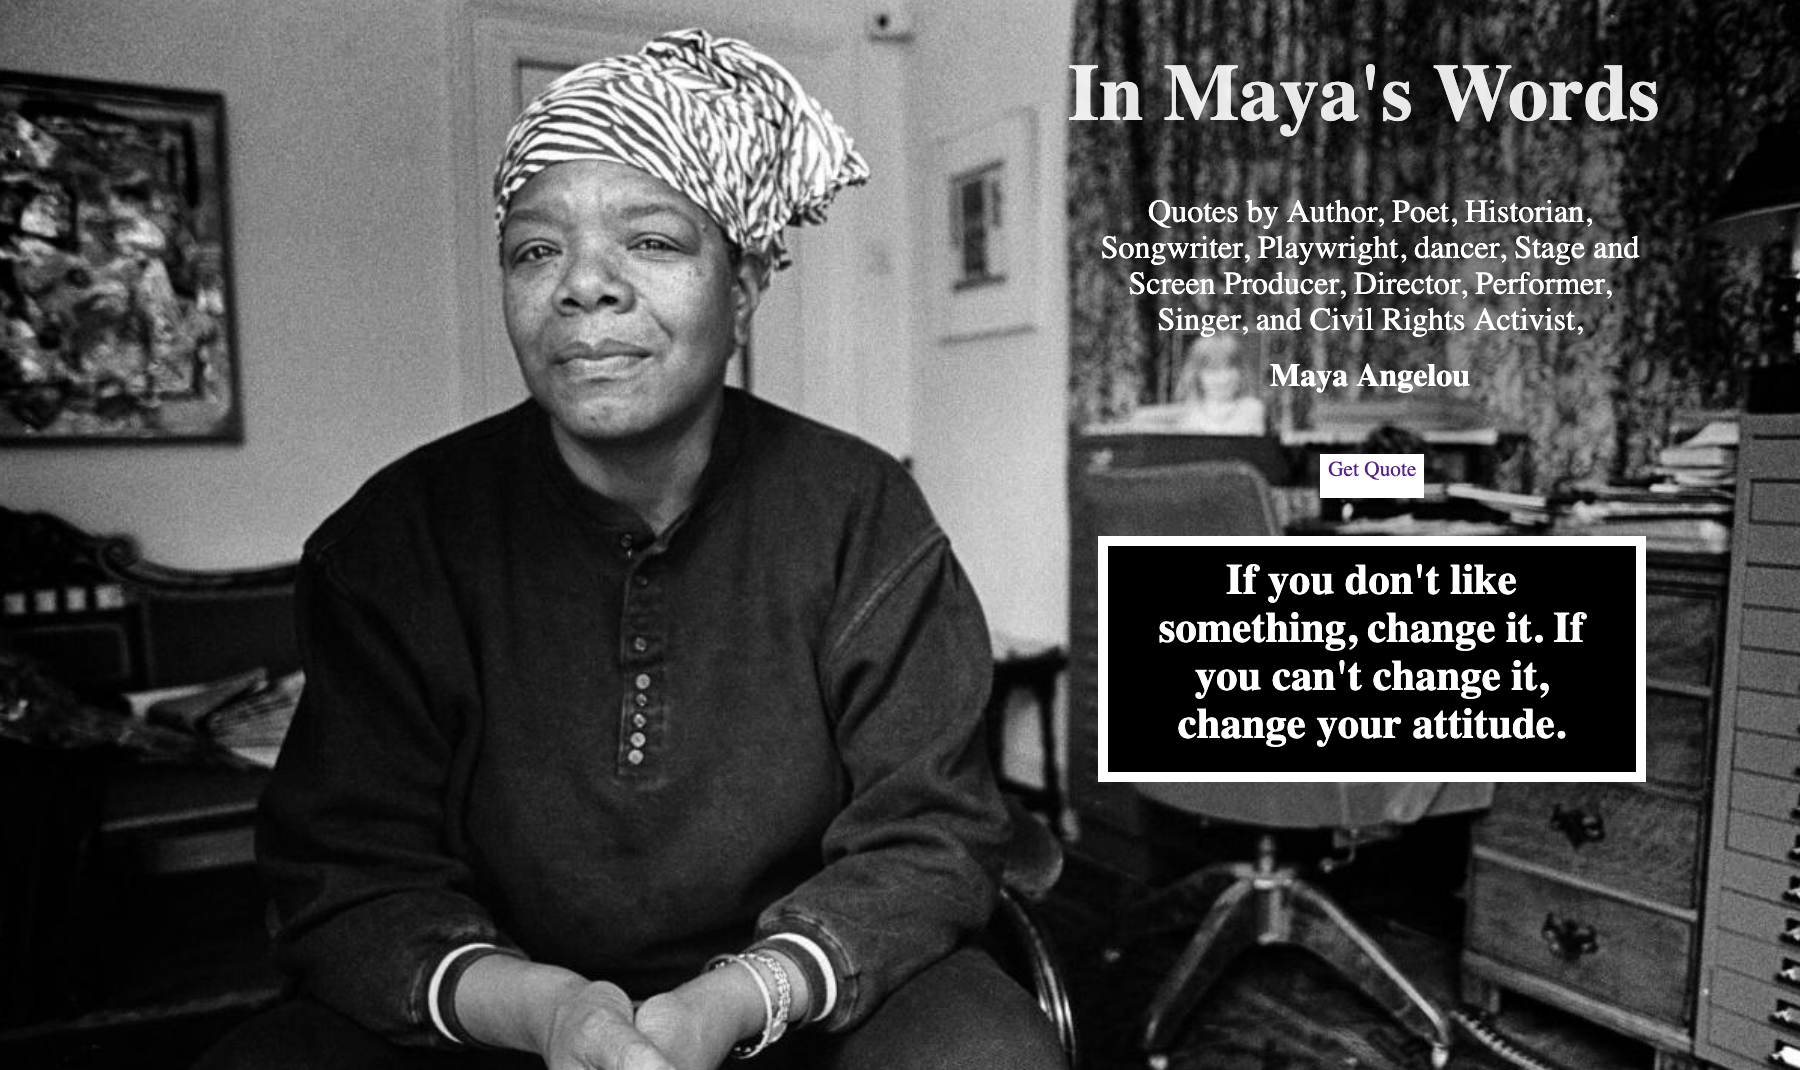 In Maya's Words
Quotes by Author, Poet, Historian,
Songwriter, Playwright, dancer, Stage and
Screen Producer, Director, Performer,
Singer, and Civil Rights Activist,
Maya Angelou
Get Quote
If you don't like
something, change it. If
you can't change it,
change your attitude.